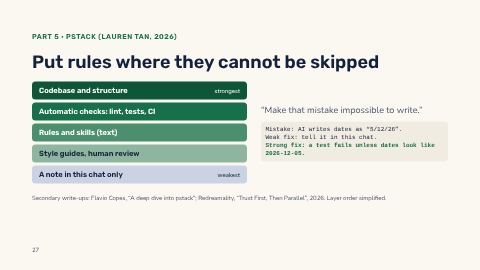 PART 5 • PSTACK (LAUREN TAN, 2026)
Put rules where they cannot be skipped
Codebase and structure strongest
Automatic checks: lint, tests, CI
Rules and skills (text)
Style guides, human review
A note in this chat only weakest
“Make that mistake impossible to write.”
Mistake: AI writes dates as "5/12/26".
Weak fix: tell it in this chat.
Strong fix: a test fails unless dates look like
2026-12-05.
Secondary write-ups: Flavio Copes, “A deep dive into pstack”; Redreamality, “Trust First, Then Parallel”, 2026. Layer order simplified.
27